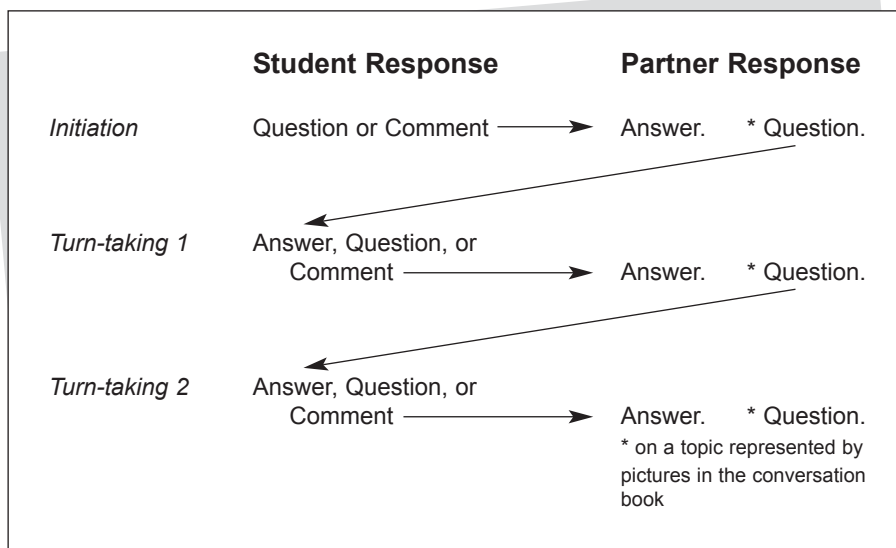 Student Response Partner Response
Initiation Question or Comment Answer. * Question.
Turn-taking 1 Answer, Question, or
Comment Answer. * Question.
Turn-taking 2 Answer, Question, or
Comment Answer. * Question.
* on a topic represented by
pictures in the conversation
book